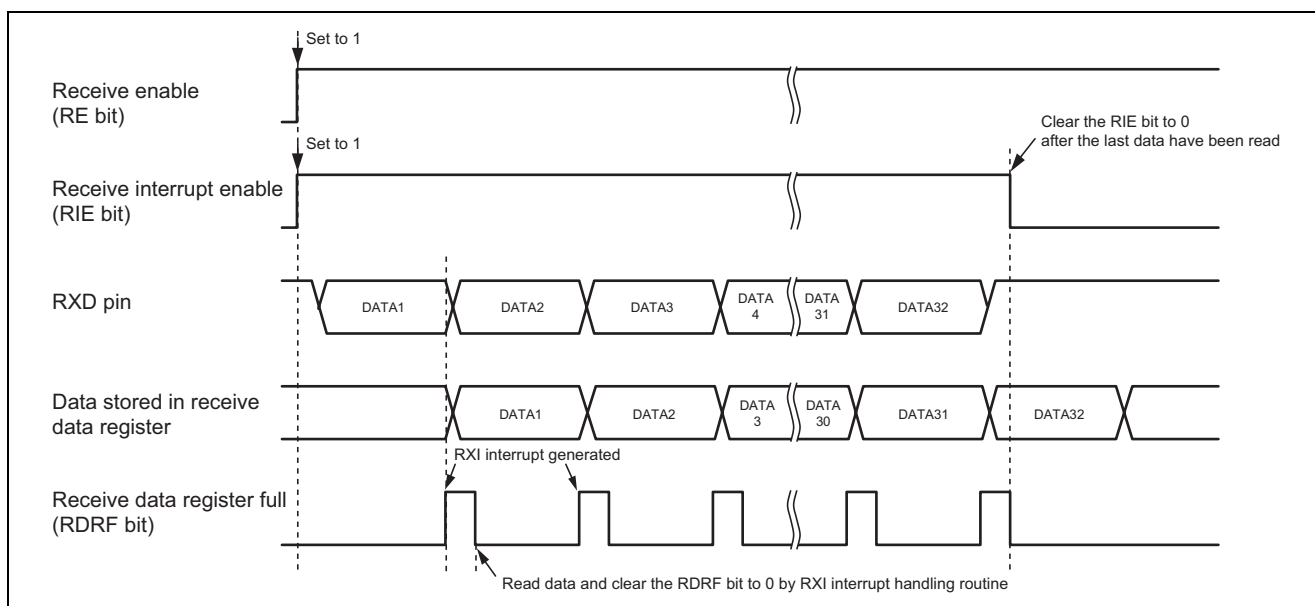 Set to 1
Receive enable
(RE bit)
Clear the RIE bit to 0
after the last data have been read
Set to 1
Receive interrupt enable
(RIE bit)
RXD pin
DATA1
DATA2
DATA3
DATA
4
DATA
31
DATA32
Data stored in receive
data register
DATA1
DATA2
DATA
3
DATA
30
DATA31
DATA32
RXI interrupt generated
Receive data register full
(RDRF bit)
Read data and clear the RDRF bit to 0 by RXI interrupt handling routine